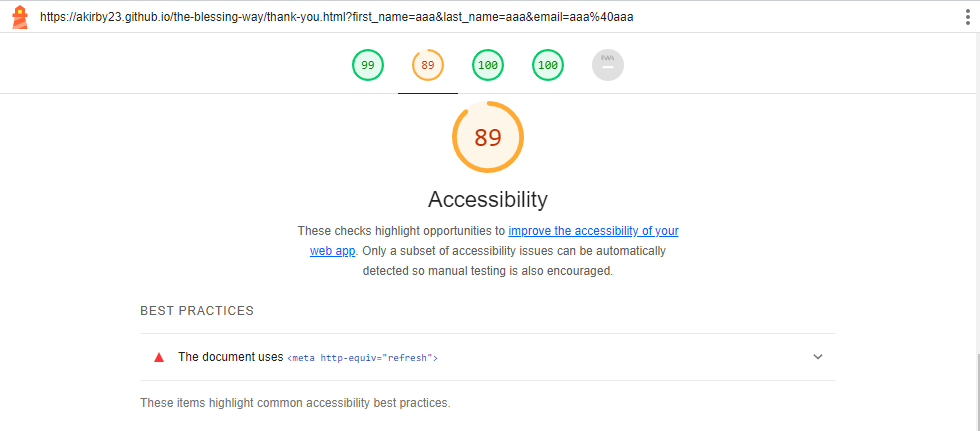 https://akirby23.github.io/the-blessing-way/thank-you.html?first_name=aaa&last_name=aaa&email=aaa%40aaa
99
89
100
100
PWA
89
Accessibility
These checks highlight opportunities to improve the accessibility of your
web app. Only a subset of accessibility issues can be automatically
detected so manual testing is also encouraged.
BEST PRACTICES
The document uses <meta http-equiv="refresh">
These items highlight common accessibility best practices.